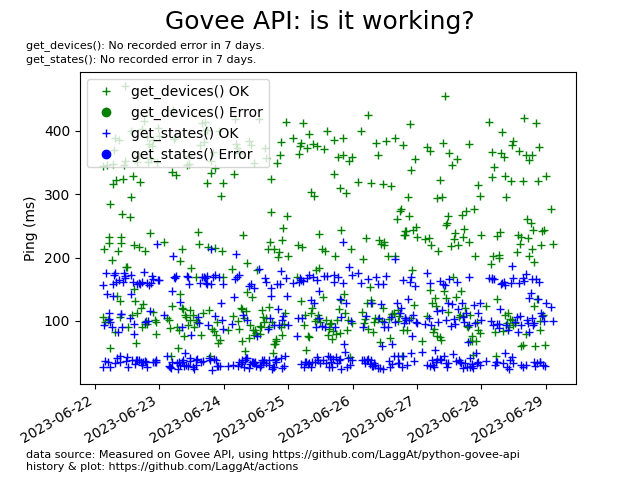 Govee API: is it working?
get_devices(): No recorded error in 7 days.
get_states(): No recorded error in 7 days.
get_devices() OK
get_devices() Error
get_states() OK
get_states() Error
Ping (ms)
400
300
200
100
2023-06-22
2023-06-23
2023-06-24
2023-06-25
2023-06-26
2023-06-27
2023-06-28
2023-06-29
data source: Measured on Govee API, using https://github.com/LaggAt/python-govee-api
history & plot: https://github.com/LaggAt/actions